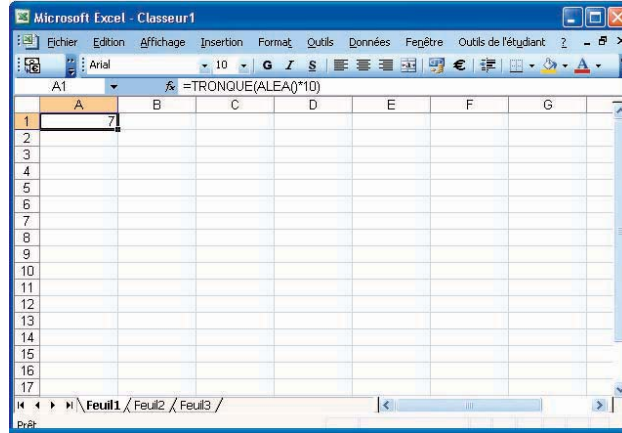 Microsoft Excel - Classeur1
Fichier Edition Affichage Insertion Format Outils Données Fenêtre Outils de l'étudiant ?
Arial 10 G I S € A
A1 fx =TRONQUE(ALEA()*10)
A B C D E F G
1 7
2
3
4
5
6
7
8
9
10
11
12
13
14
15
16
17
Feuil1 / Feuil2 / Feuil3 /
Prêt